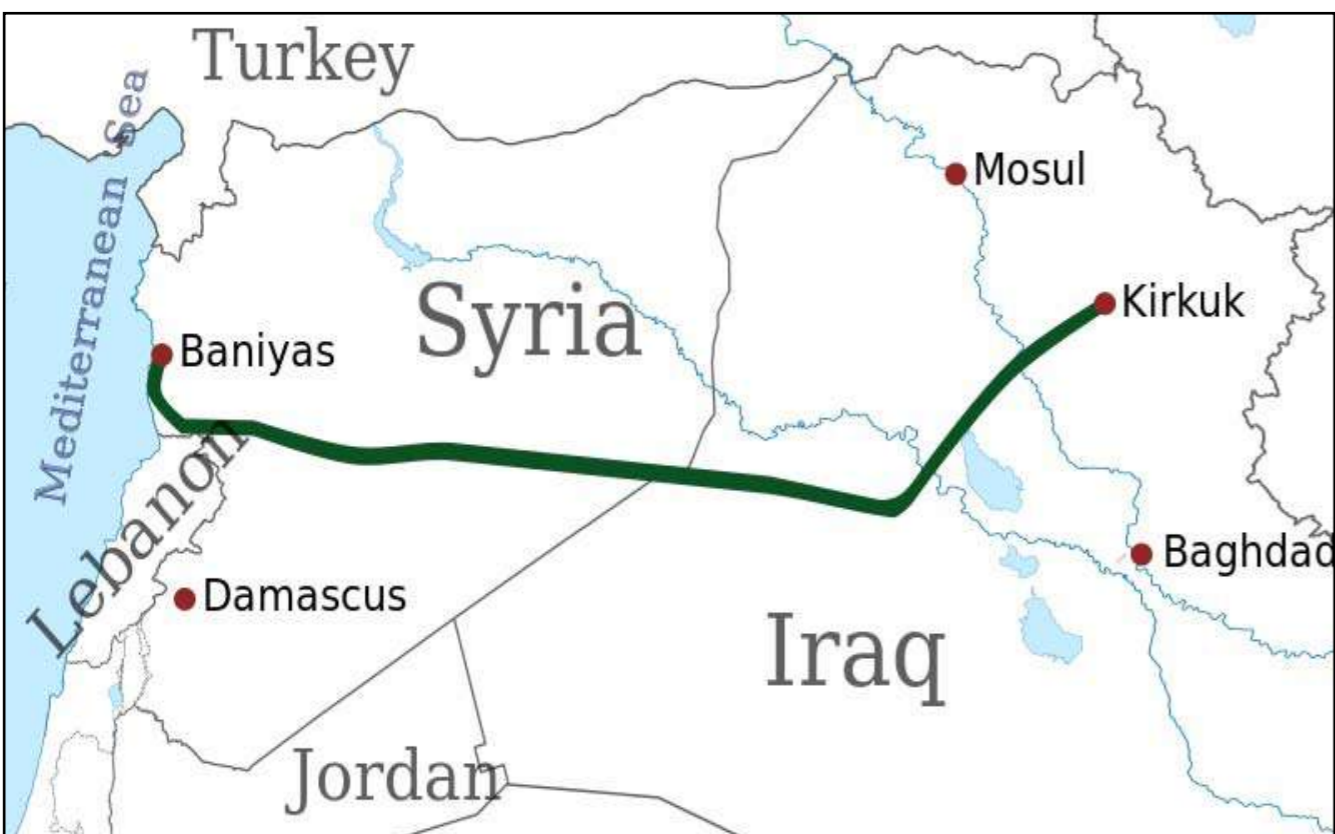 Turkey
Mediterranean Sea
Mosul
Syria
Kirkuk
Baniyas
Lebanon
Baghdad
Damascus
Iraq
Jordan